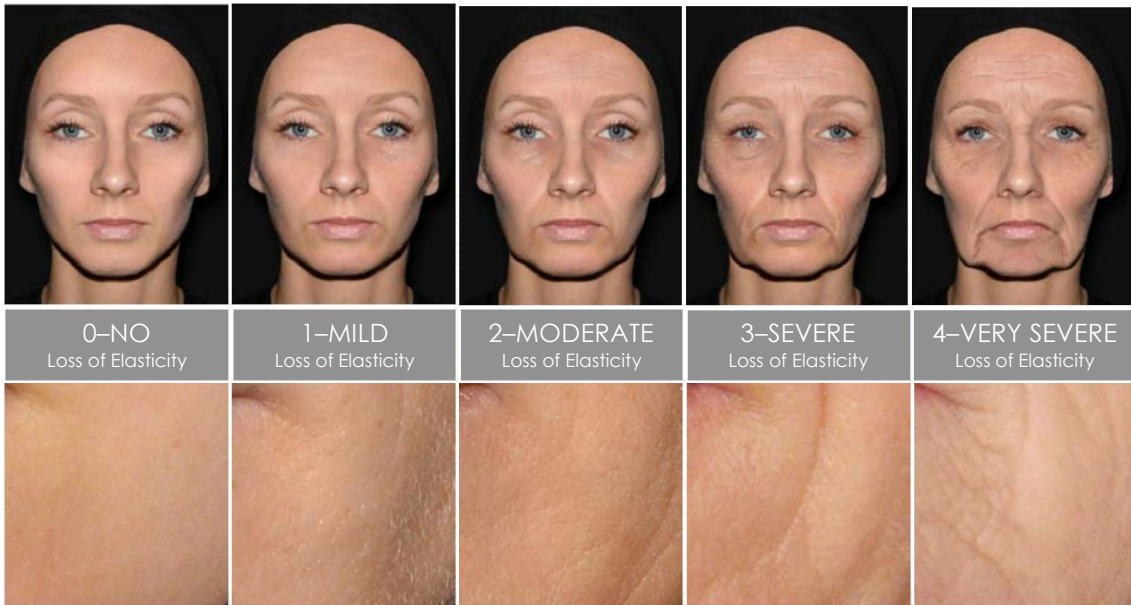 0–NO
Loss of Elasticity
1–MILD
Loss of Elasticity
2–MODERATE
Loss of Elasticity
3–SEVERE
Loss of Elasticity
4–VERY SEVERE
Loss of Elasticity